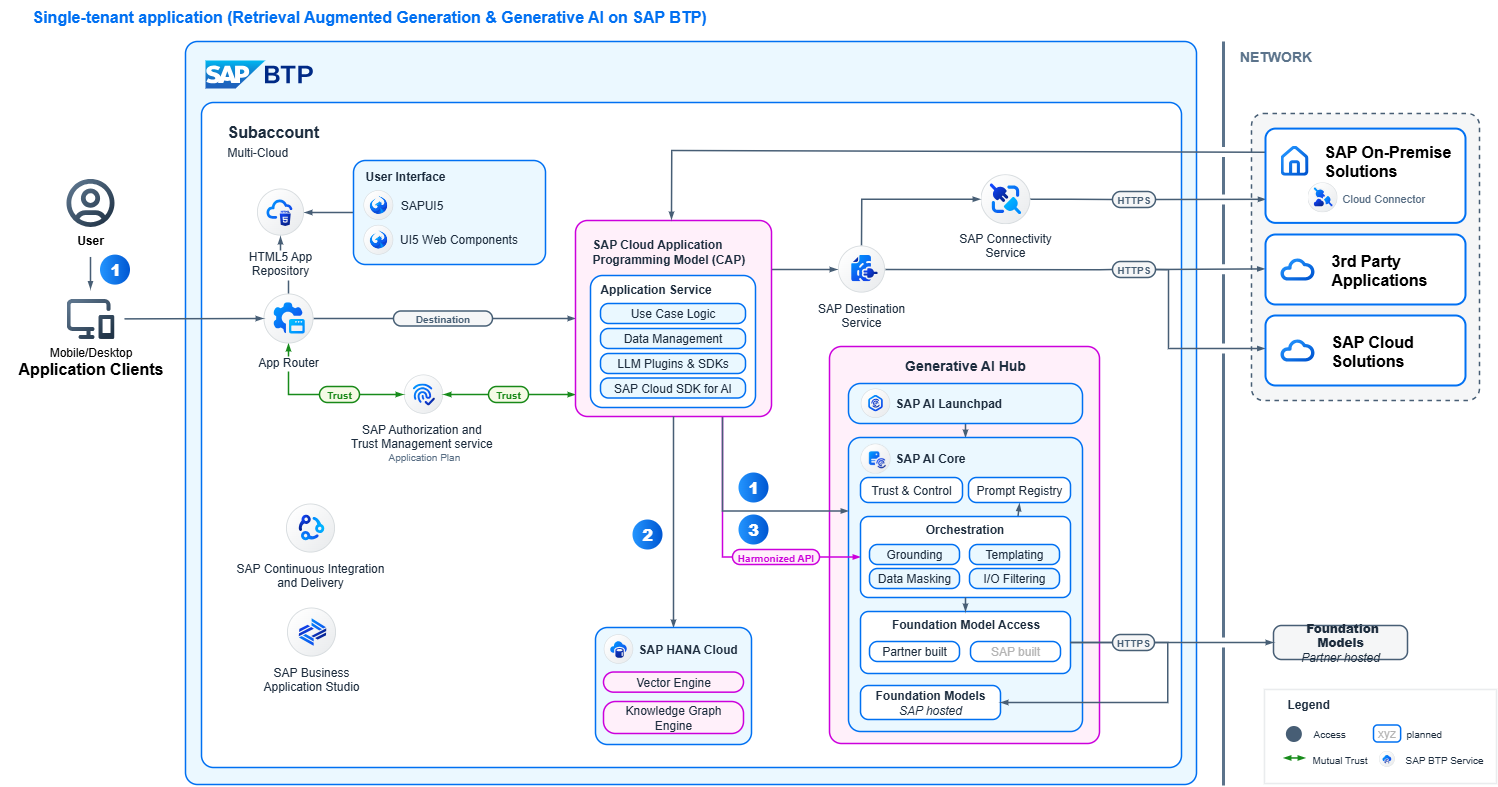 Single-tenant application (Retrieval Augmented Generation & Generative AI on SAP BTP)
SAP BTP
NETWORK
Subaccount
Multi-Cloud
User Interface
SAPUI5
UI5 Web Components
HTML5 App
Repository
User
1
Mobile/Desktop
Application Clients
App Router
Destination
Trust
Trust
SAP Authorization and
Trust Management service
Application Plan
SAP Cloud Application
Programming Model (CAP)
Application Service
Use Case Logic
Data Management
LLM Plugins & SDKs
SAP Cloud SDK for AI
SAP Connectivity
Service
HTTPS
SAP Destination
Service
HTTPS
SAP On-Premise
Solutions
Cloud Connector
3rd Party
Applications
SAP Cloud
Solutions
Generative AI Hub
SAP AI Launchpad
SAP AI Core
Trust & Control
Prompt Registry
Orchestration
Grounding
Templating
Data Masking
I/O Filtering
Foundation Model Access
Partner built
SAP built
Foundation Models
SAP hosted
1
3
Harmonized API
2
SAP HANA Cloud
Vector Engine
Knowledge Graph
Engine
SAP Continuous Integration
and Delivery
SAP Business
Application Studio
HTTPS
Foundation
Models
Partner hosted
Legend
Access
xyz
planned
Mutual Trust
SAP BTP Service